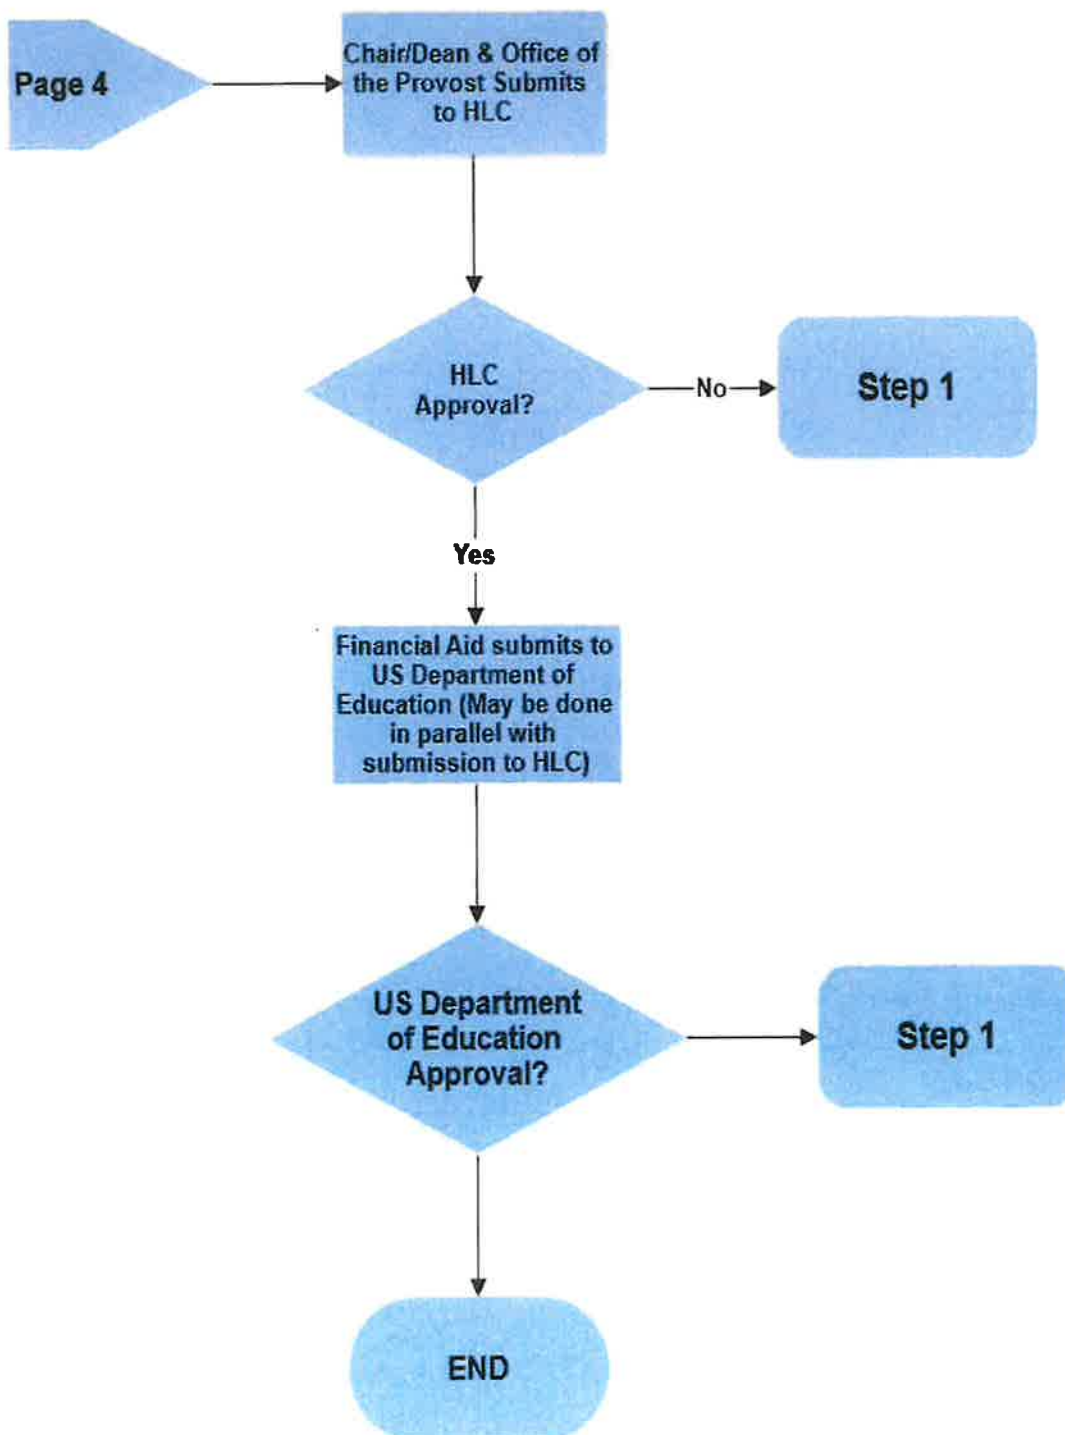 Page 4
Chair/Dean & Office of
the Provost Submits
to HLC
HLC
Approval?
No
Step 1
Yes
Financial Aid submits to
US Department of
Education (May be done
in parallel with
submission to HLC)
US Department
of Education
Approval?
Step 1
END